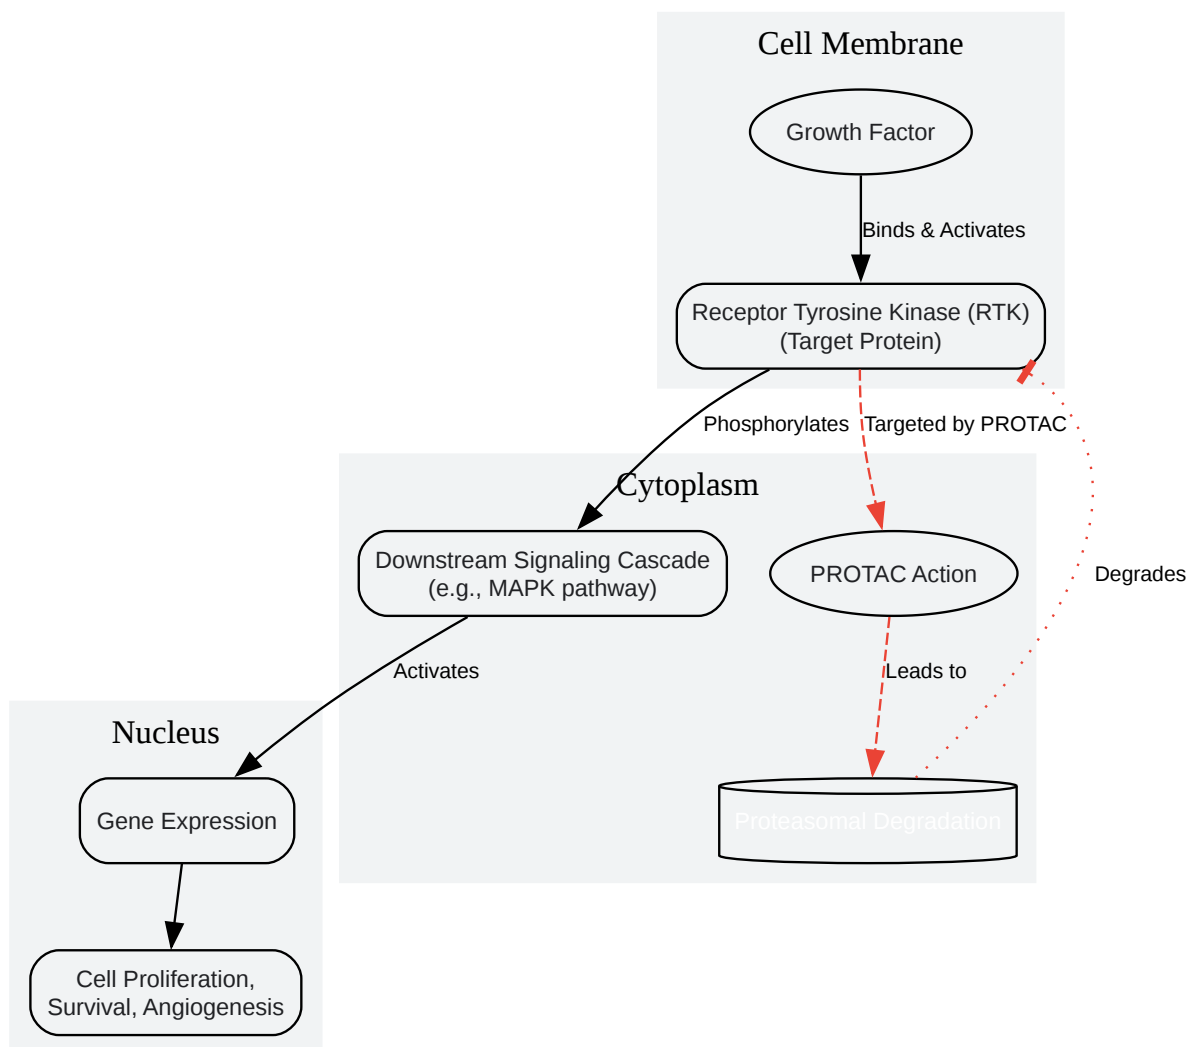 Cell Membrane
Growth Factor
Binds & Activates
Receptor Tyrosine Kinase (RTK)
(Target Protein)
Phosphorylates
Targeted by PROTAC
Cytoplasm
Downstream Signaling Cascade
(e.g., MAPK pathway)
PROTAC Action
Degrades
Activates
Leads to
Nucleus
Gene Expression
Proteasomal Degradation
Cell Proliferation,
Survival, Angiogenesis